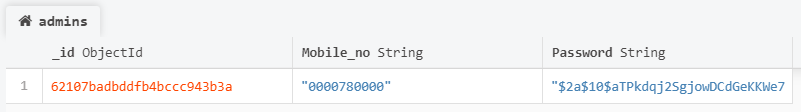 admins
_id ObjectId Mobile_no String Password String
1 62107badbddfb4bccc943b3a "0000780000" "$2a$10$aTPkdqj2SgjowDCdGeKKWe7